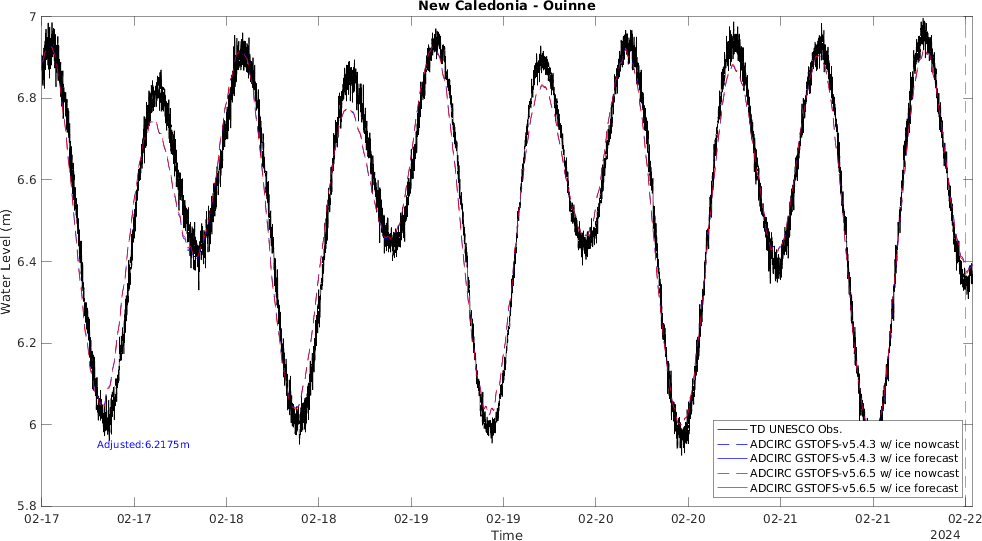 New Caledonia - Ouinne
7
6.8
6.6
6.4
6.2
6
5.8
Water Level (m)
Adjusted:6.2175m
TD UNESCO Obs.
ADCIRC GSTOFS-v5.4.3 w/ ice nowcast
ADCIRC GSTOFS-v5.4.3 w/ ice forecast
ADCIRC GSTOFS-v5.6.5 w/ ice nowcast
ADCIRC GSTOFS-v5.6.5 w/ ice forecast
02-17 02-17 02-18 02-18 02-19 02-19 02-20 02-20 02-21 02-21 02-22
Time
2024